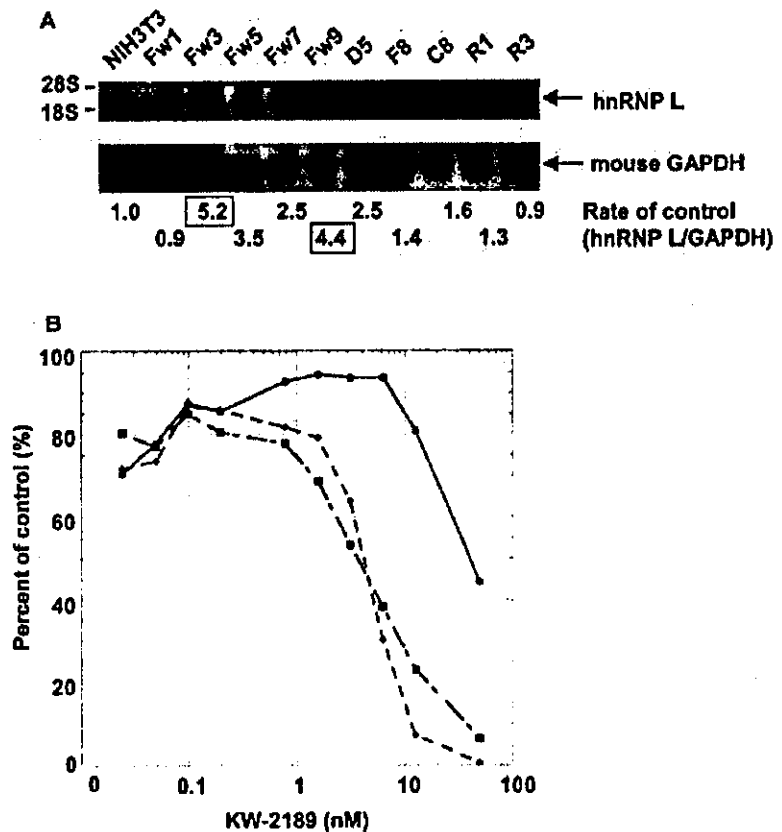 A
NIH3T3 Fw1 Fw3 Fw5 Fw7 Fw9 D5 F8 C8 R1 R3
28S
18S
hnRNP L
mouse GAPDH
1.0 5.2 2.5 2.5 1.6 0.9 Rate of control
0.9 3.5 4.4 1.4 1.3 (hnRNP L/GAPDH)
B
100
80
60
40
20
0
Percent of control (%)
0 0.1 1 10 100
KW-2189 (nM)